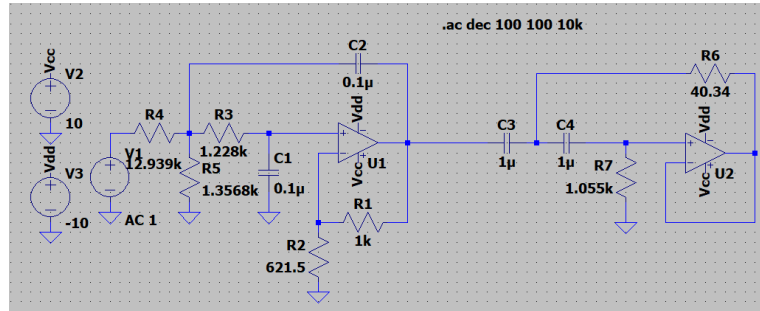 .ac dec 100 100 10k
Vcc
V2
10
Vdd
V3
-10
V1
AC 1
R4
12.939k
R3
1.228k
R5
1.3568k
C1
0.1µ
C2
0.1µ
Vdd
U1
Vcc
R1
1k
R2
621.5
C3
1µ
C4
1µ
R6
40.34
R7
1.055k
Vdd
U2
Vcc